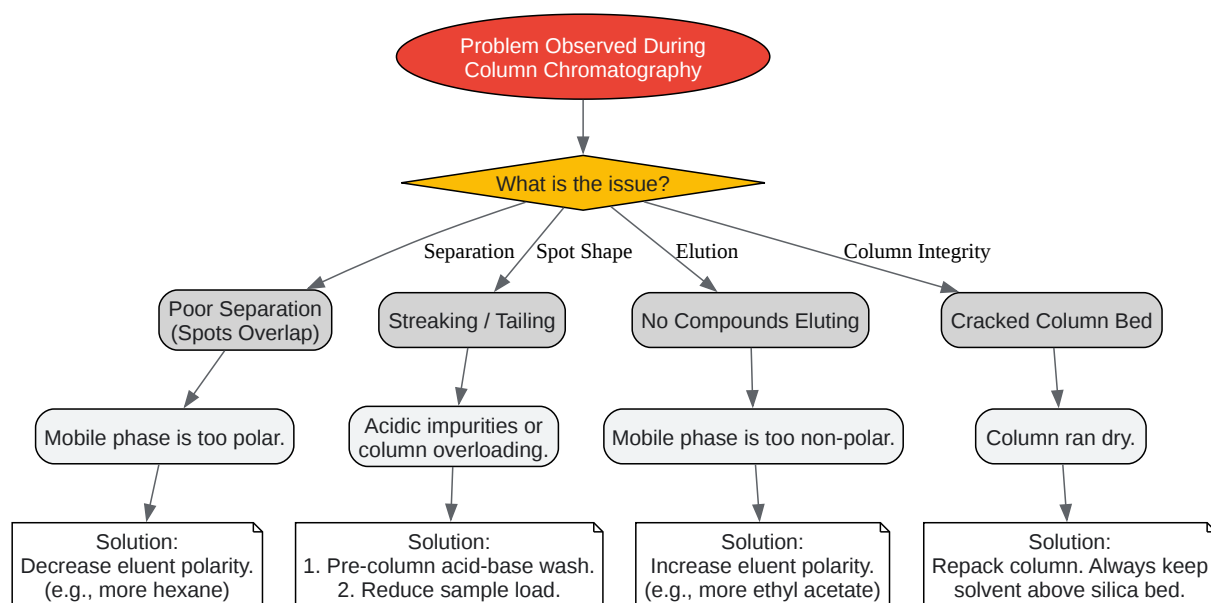 Problem Observed During
Column Chromatography
What is the issue?
Separation
Spot Shape
Elution
Column Integrity
Poor Separation
(Spots Overlap)
Streaking / Tailing
No Compounds Eluting
Cracked Column Bed
Mobile phase is too polar.
Acidic impurities or
column overloading.
Mobile phase is too non-polar.
Column ran dry.
Solution:
Decrease eluent polarity.
(e.g., more hexane)
Solution:
1. Pre-column acid-base wash.
2. Reduce sample load.
Solution:
Increase eluent polarity.
(e.g., more ethyl acetate)
Solution:
Repack column. Always keep
solvent above silica bed.